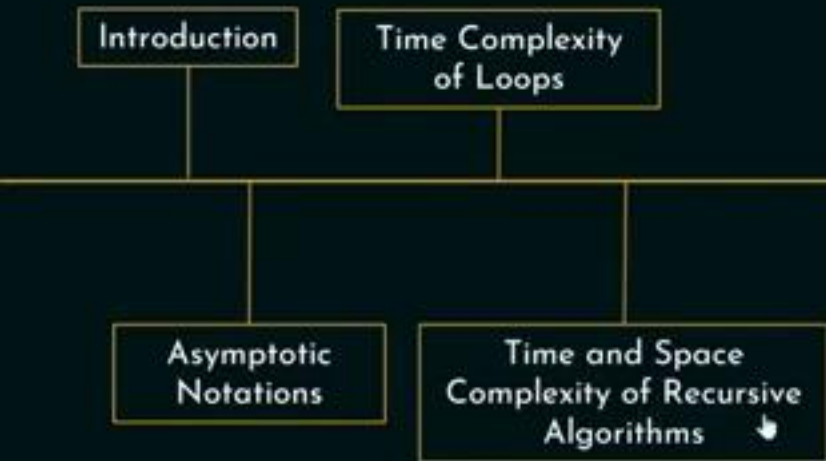 Introduction
Time Complexity
of Loops
Asymptotic
Notations
Time and Space
Complexity of Recursive
Algorithms